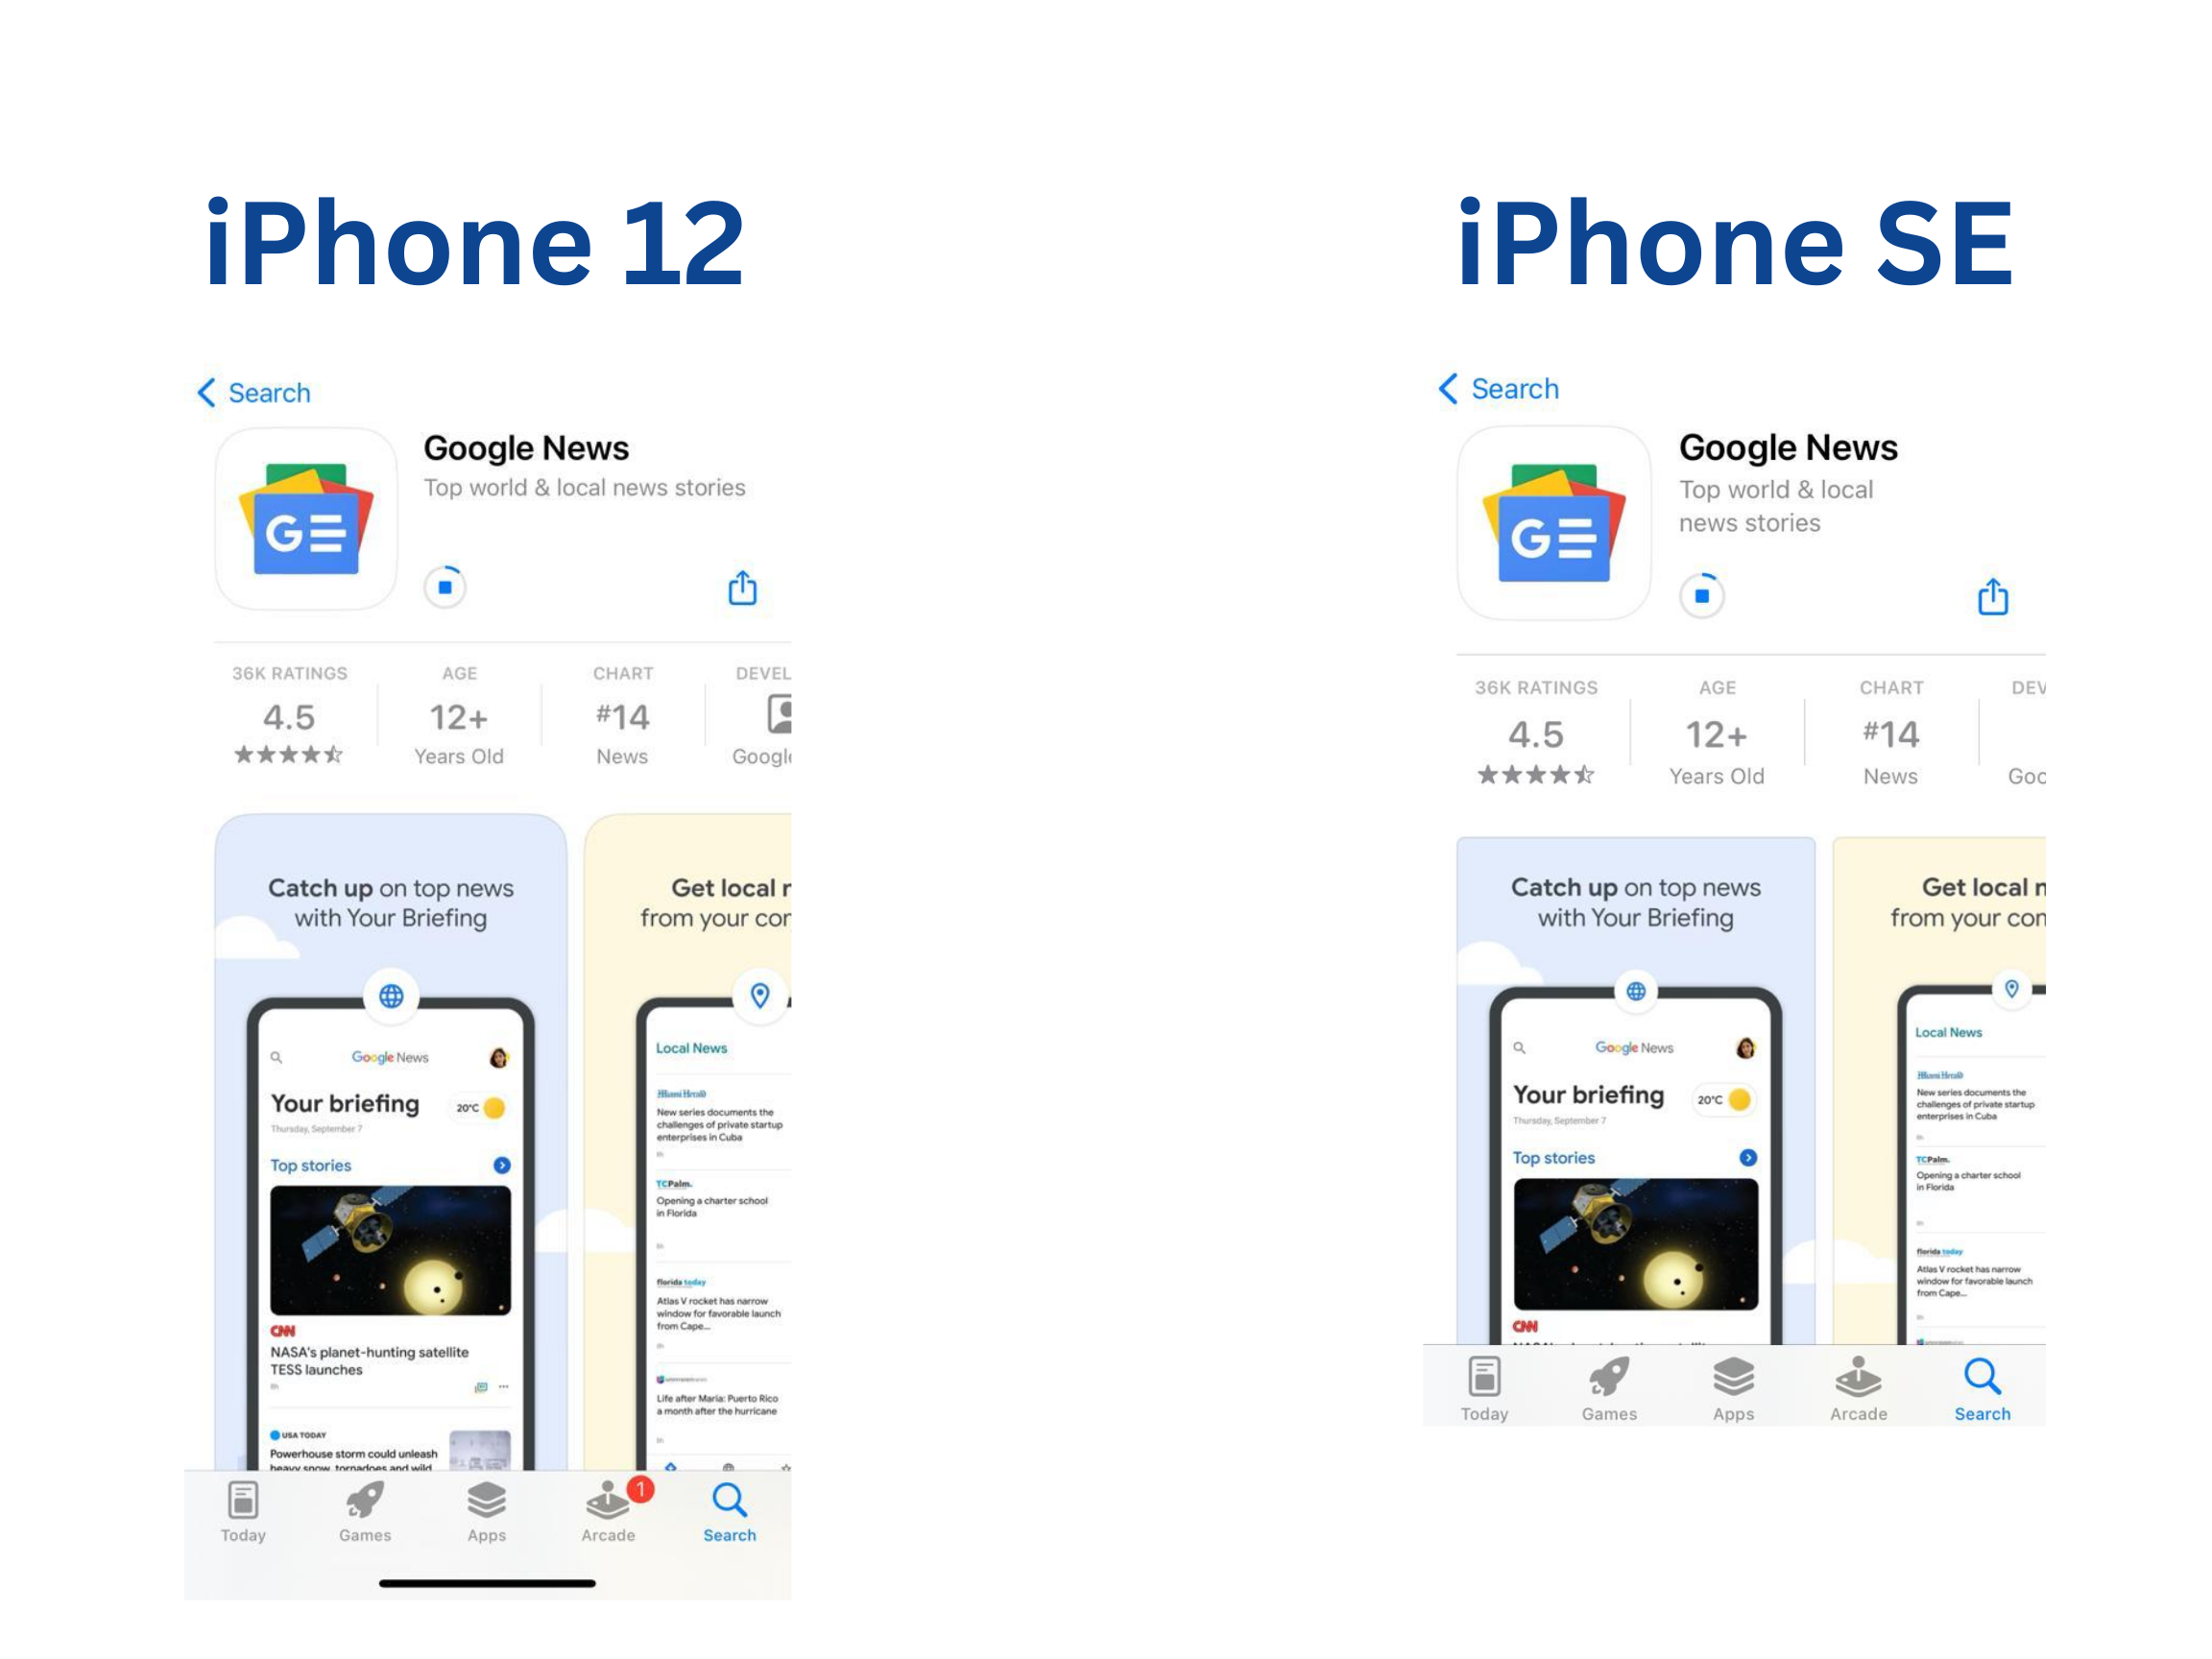 iPhone 12
Search
Google News
Top world & local news stories
GE
36K RATINGS
AGE
CHART
DEVEL
4.5
12+
#14
Years Old
News
Googl
Catch up on top news
with Your Briefing
Get local
from your cor
Google News
Your briefing
20°C
Thursday, September 7
Top stories
CNN
NASA's planet-hunting satellite
TESS launches
8h
USA TODAY
Powerhouse storm could unleash
heavy snow, tornadoes and wild
Local News
Miami Herald
New series documents the
challenges of private startup
enterprises in Cuba
8h
TCPalm.
Opening a charter school
in Florida
8h
florida today
Atlas V rocket has narrow
window for favorable launch
from Cape...
8h
Life after Maria: Puerto Rico
a month after the hurricane
8h
Today
Games
Apps
Arcade
1
Search
iPhone SE
Search
Google News
Top world & local
news stories
GE
36K RATINGS
AGE
CHART
DEV
4.5
12+
#14
Years Old
News
Goo
Catch up on top news
with Your Briefing
Get local n
from your con
Google News
Your briefing
20°C
Thursday, September 7
Top stories
CNN
Local News
Miami Herald
New series documents the
challenges of private startup
enterprises in Cuba
8h
TCPalm.
Opening a charter school
in Florida
8h
florida today
Atlas V rocket has narrow
window for favorable launch
from Cape...
8h
Today
Games
Apps
Arcade
Search